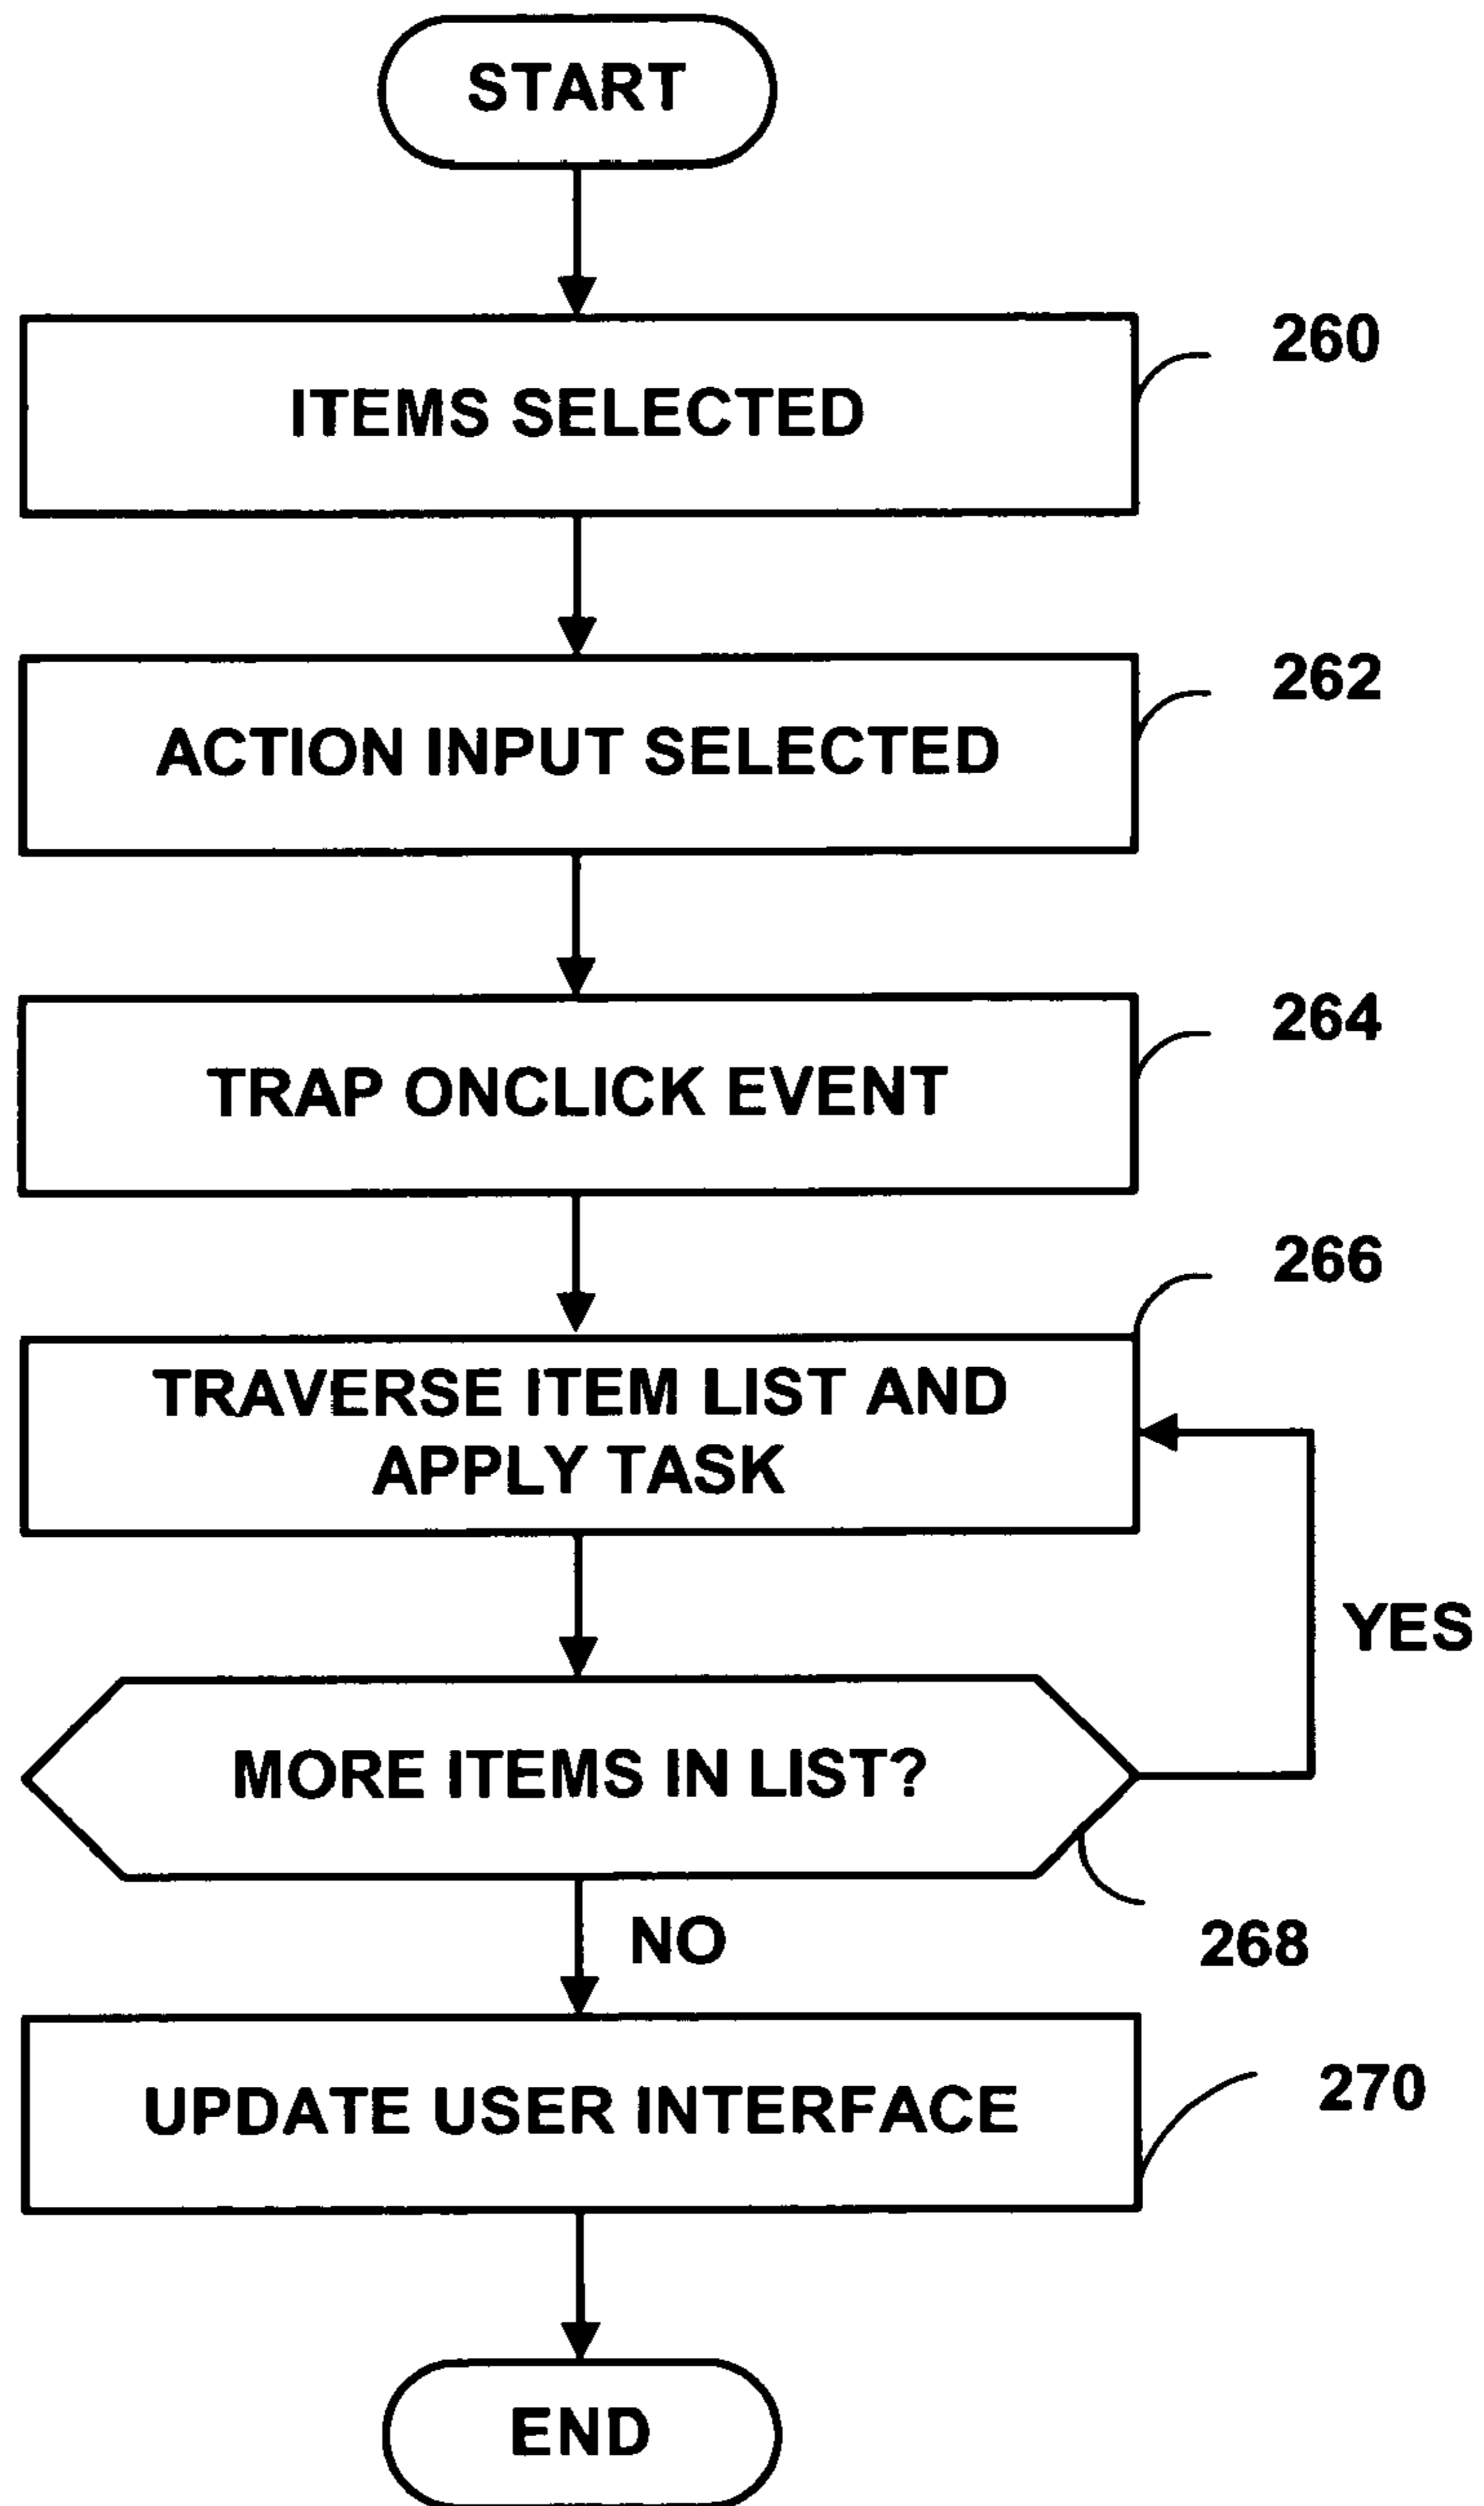 START
ITEMS SELECTED
260
ACTION INPUT SELECTED
262
TRAP ONCLICK EVENT
264
266
TRAVERSE ITEM LIST AND
APPLY TASK
YES
MORE ITEMS IN LIST?
NO
268
UPDATE USER INTERFACE
270
END